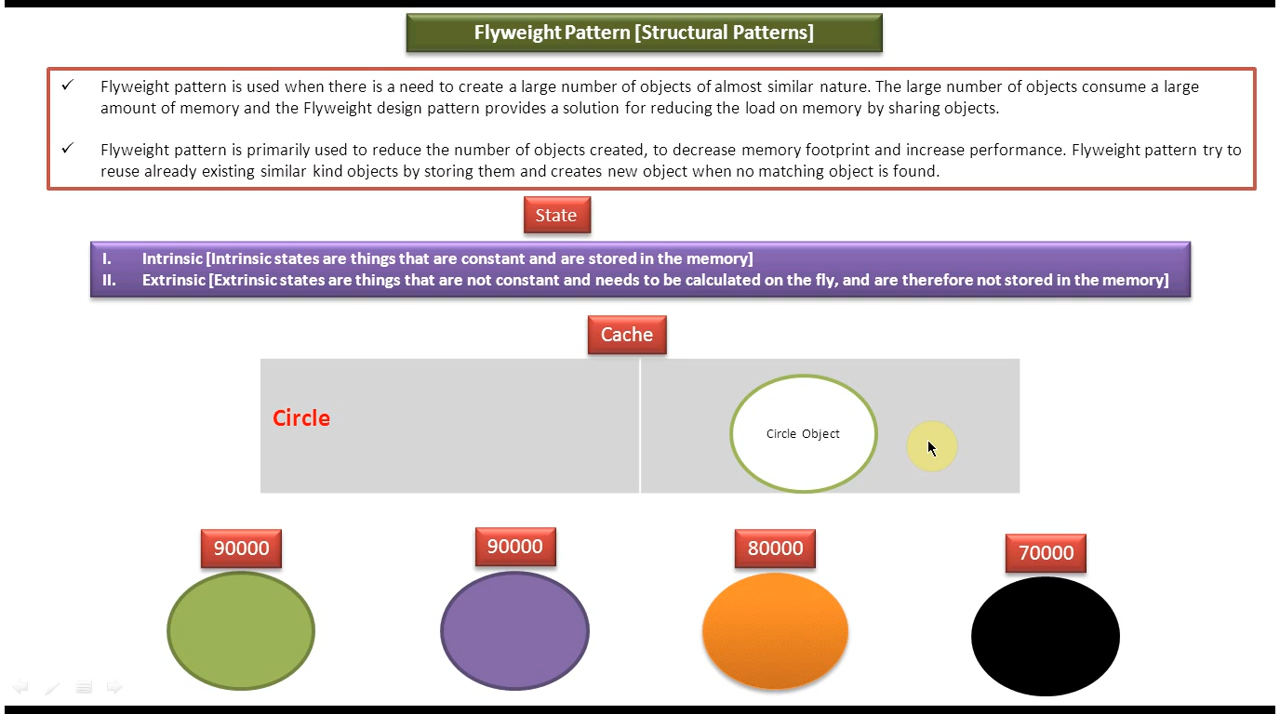 Flyweight Pattern [Structural Patterns]
✓ Flyweight pattern is used when there is a need to create a large number of objects of almost similar nature. The large number of objects consume a large
amount of memory and the Flyweight design pattern provides a solution for reducing the load on memory by sharing objects.
✓ Flyweight pattern is primarily used to reduce the number of objects created, to decrease memory footprint and increase performance. Flyweight pattern try to
reuse already existing similar kind objects by storing them and creates new object when no matching object is found.
State
I. Intrinsic [Intrinsic states are things that are constant and are stored in the memory]
II. Extrinsic [Extrinsic states are things that are not constant and needs to be calculated on the fly, and are therefore not stored in the memory]
Cache
Circle
Circle Object
90000
90000
80000
70000